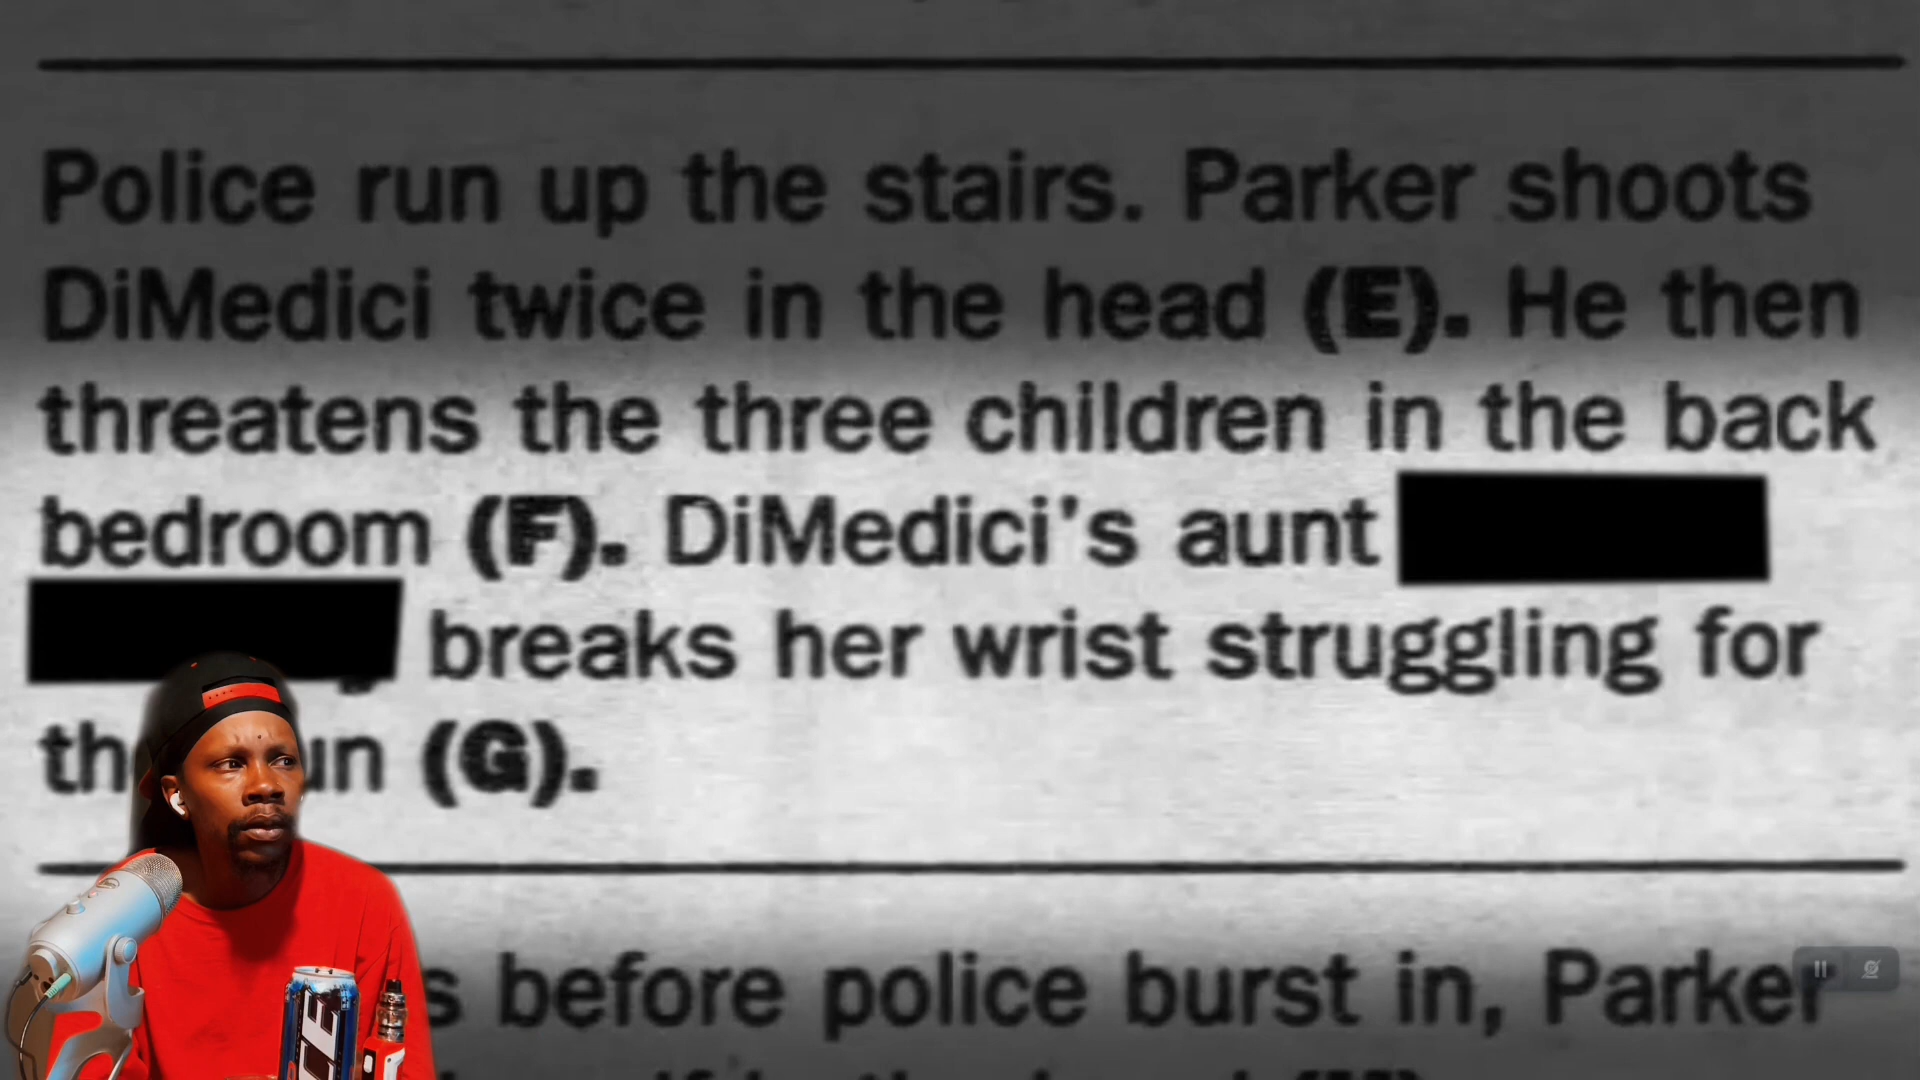 Police run up the stairs. Parker shoots
DiMedici twice in the head (E). He then
threatens the three children in the back
bedroom (F). DiMedici's aunt
breaks her wrist struggling for
th un (G).
s before police burst in, Parker
CE